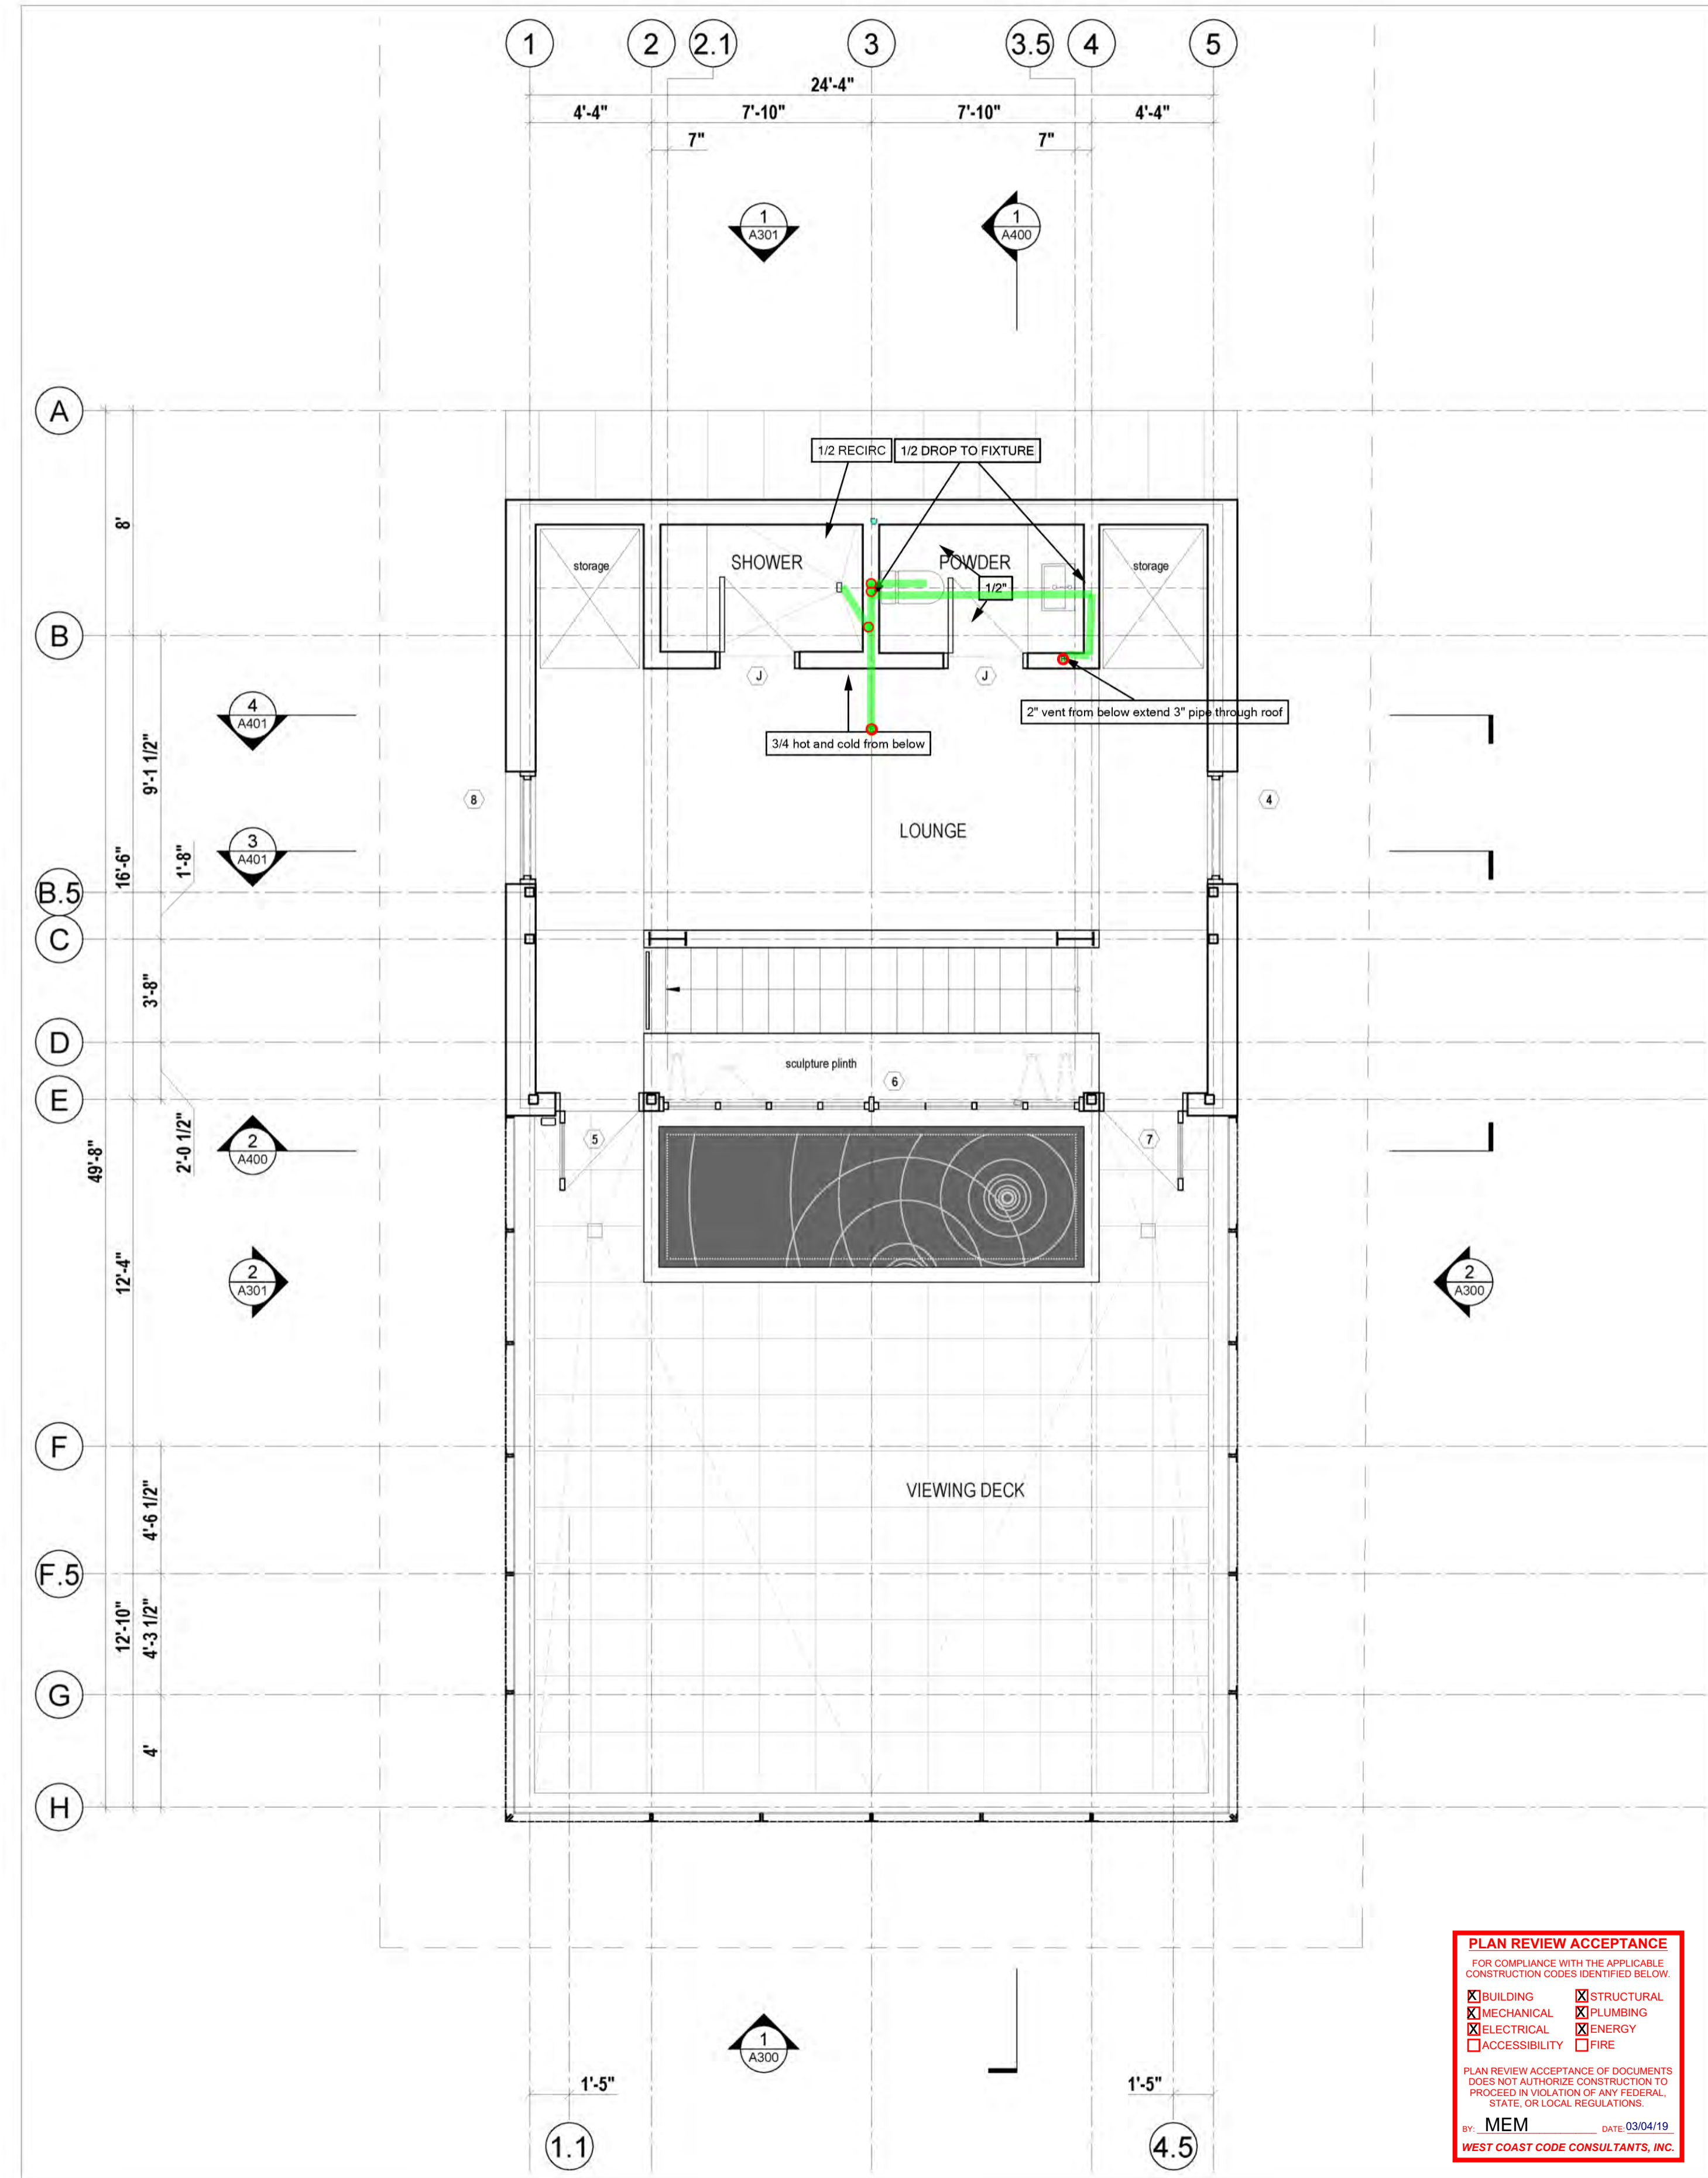 1 2 2.1 3 3.5 4 5
24'-4"
4'-4" 7'-10" 7'-10" 4'-4"
7" 7"
1
A301
1
A400
A
1/2 RECIRC
1/2 DROP TO FIXTURE
8'
SHOWER
POWDER
storage
storage
1/2"
B
J
J
4
A401
2" vent from below extend 3" pipe through roof
3/4 hot and cold from below
9'-1 1/2"
8
4
LOUNGE
3
A401
16'-6"
1'-8"
B.5
C
3'-8"
D
sculpture plinth
6
E
2'-0 1/2"
5
7
2
A400
49'-8"
12'-4"
2
A301
2
A300
F
VIEWING DECK
4'-6 1/2"
F.5
12'-10"
4'-3 1/2"
G
4'
H
1
A300
1'-5"
1'-5"
1.1
4.5
PLAN REVIEW ACCEPTANCE
FOR COMPLIANCE WITH THE APPLICABLE
CONSTRUCTION CODES IDENTIFIED BELOW.
X BUILDING X STRUCTURAL
X MECHANICAL X PLUMBING
X ELECTRICAL X ENERGY
ACCESSIBILITY FIRE
PLAN REVIEW ACCEPTANCE OF DOCUMENTS
DOES NOT AUTHORIZE CONSTRUCTION TO
PROCEED IN VIOLATION OF ANY FEDERAL,
STATE, OR LOCAL REGULATIONS.
BY: MEM DATE: 03/04/19
WEST COAST CODE CONSULTANTS, INC.